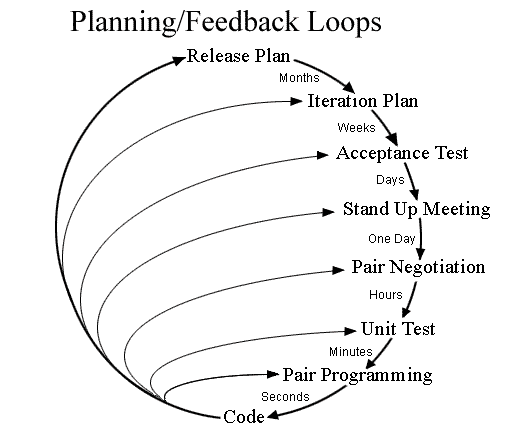 Planning/Feedback Loops
Release Plan
Months
Iteration Plan
Weeks
Acceptance Test
Days
Stand Up Meeting
One Day
Pair Negotiation
Hours
Unit Test
Minutes
Pair Programming
Seconds
Code